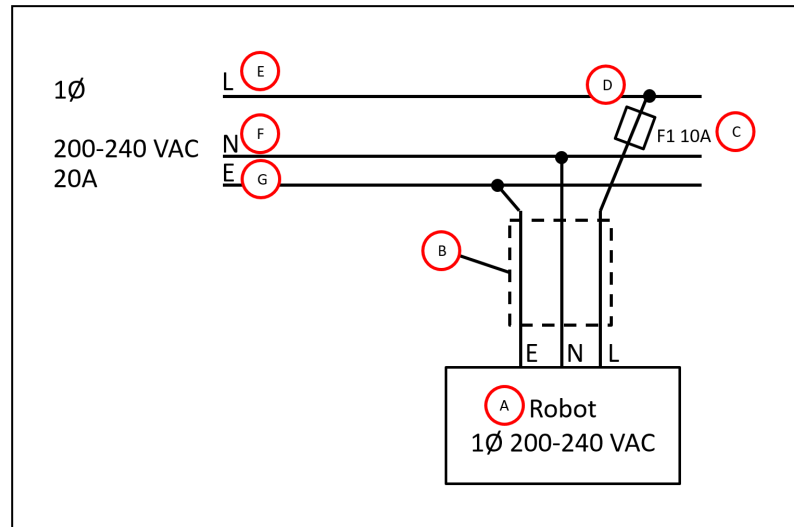 1Ø
L E
D
200-240 VAC N F
F1 10A C
20A E G
B
E N L
A Robot
1Ø 200-240 VAC